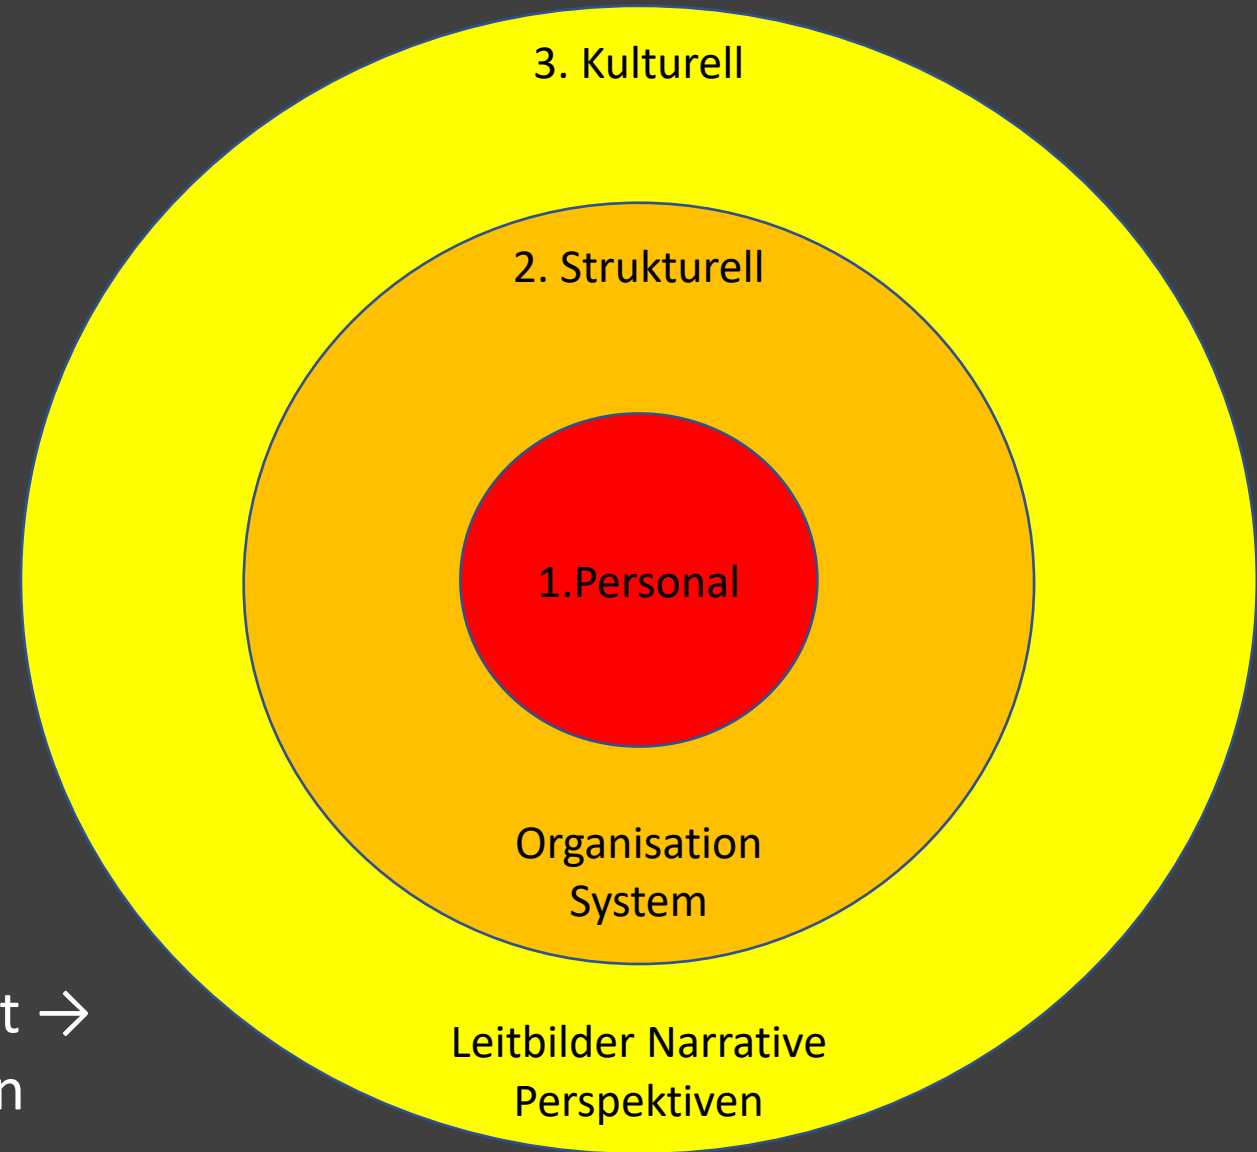 3. Kulturell
2. Strukturell
1.Personal
Organisation
System
t →
n
Leitbilder Narrative
Perspektiven